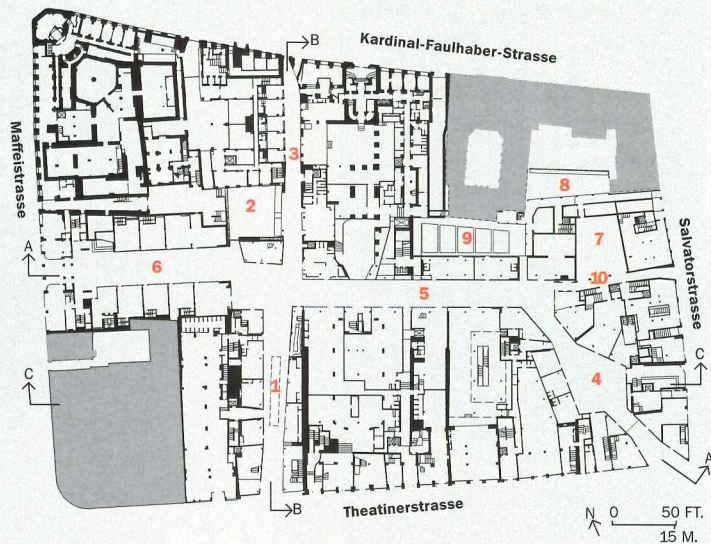 B
Kardinal-Faulhaber-Strasse
Maffeistrasse
3
8
2
A
7
9
Salvatorstrasse
6
10
5
C
1
4
C
A
B
Theatinerstrasse
N 0 50 FT.
15 M.